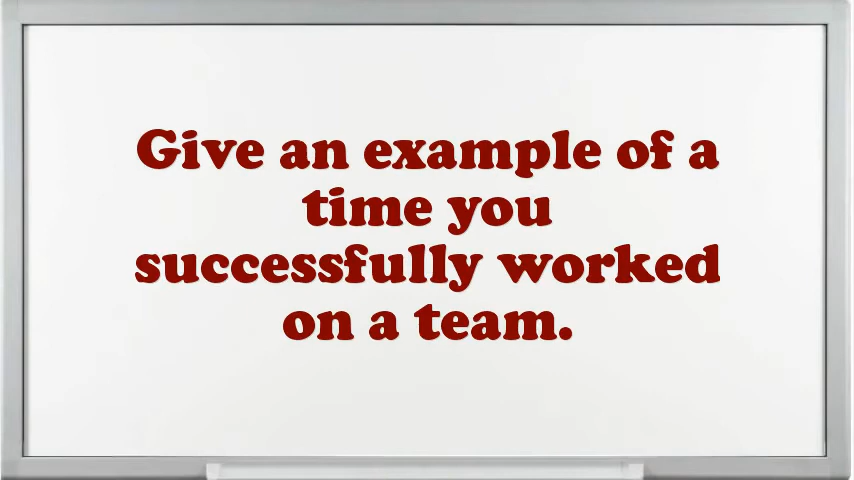 Give an example of a
time you
successfully worked
on a team.